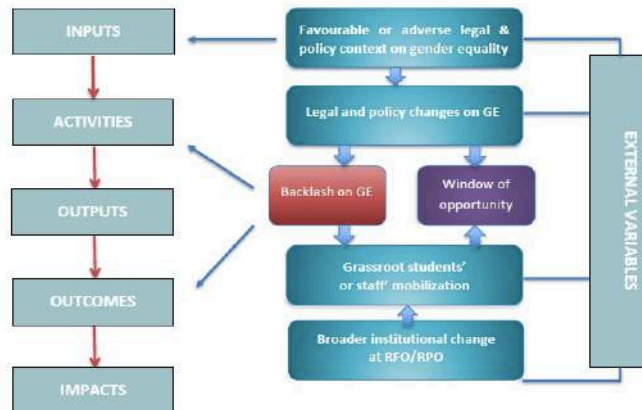 INPUTS
ACTIVITIES
OUTPUTS
OUTCOMES
IMPACTS
Favourable or adverse legal &
policy context on gender equality
Legal and policy changes on GE
Backlash on GE
Window of
opportunity
Grassroot students'
or staff' mobilization
Broader institutional change
at RFO/RPO
EXTERNAL VARIABLES